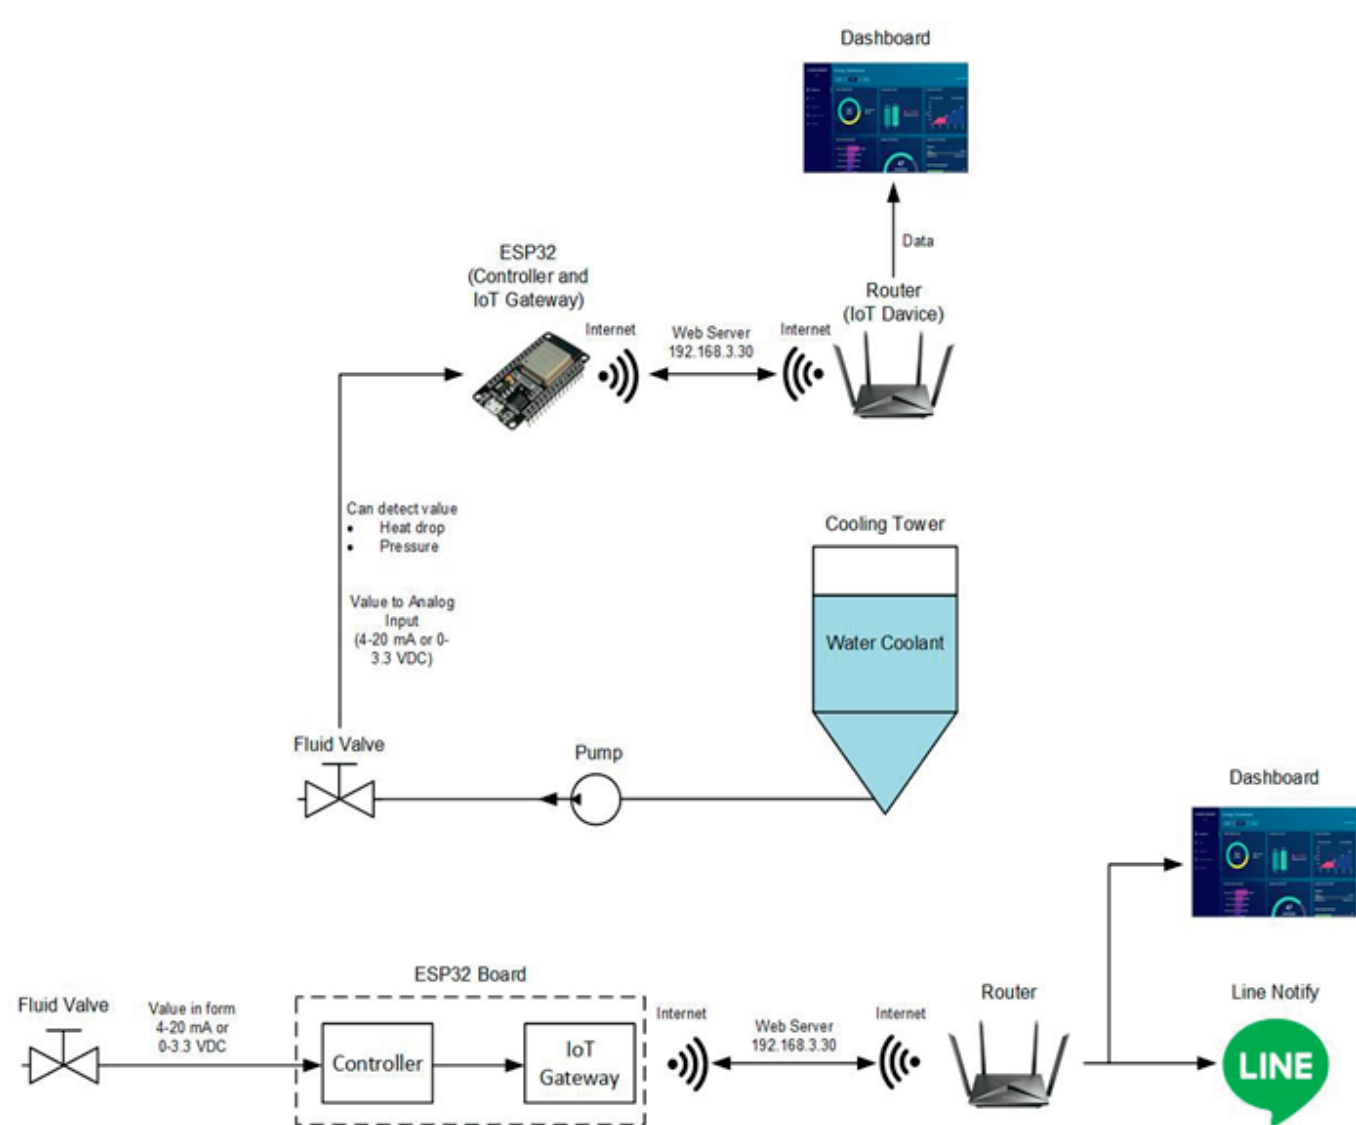 Dashboard
Data
ESP32
(Controller and
IoT Gateway)
Router
(IoT Davice)
Internet
Web Server
192.168.3.30
Internet
Can detect value
• Heat drop
• Pressure
Value to Analog
Input
(4-20 mA or 0-
3.3 VDC)
Cooling Tower
Water Coolant
Fluid Valve
Pump
Dashboard
ESP32 Board
Fluid Valve
Value in form
4-20 mA or
0-3.3 VDC
Controller
IoT
Gateway
Internet
Web Server
192.168.3.30
Internet
Router
Line Notify
LINE